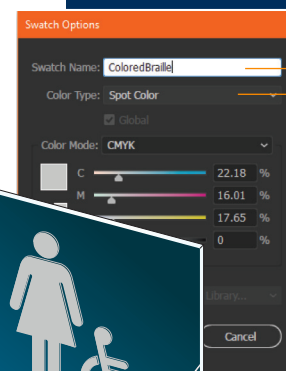 Swatch Options
Swatch Name: ColoredBraille
Color Type: Spot Color
Global
Color Mode: CMYK
C 22.18 %
M 16.01 %
17.65 %
0 %
Library...
Cancel